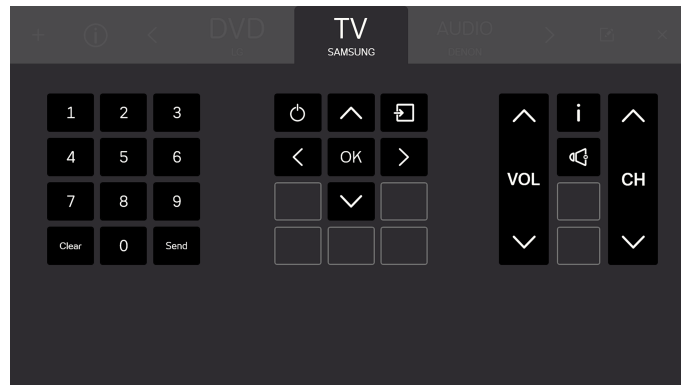 DVD
TV
AUDIO
SAMSUNG
1 2 3
4 5 6
7 8 9
Clear 0 Send
OK
i
VOL
CH